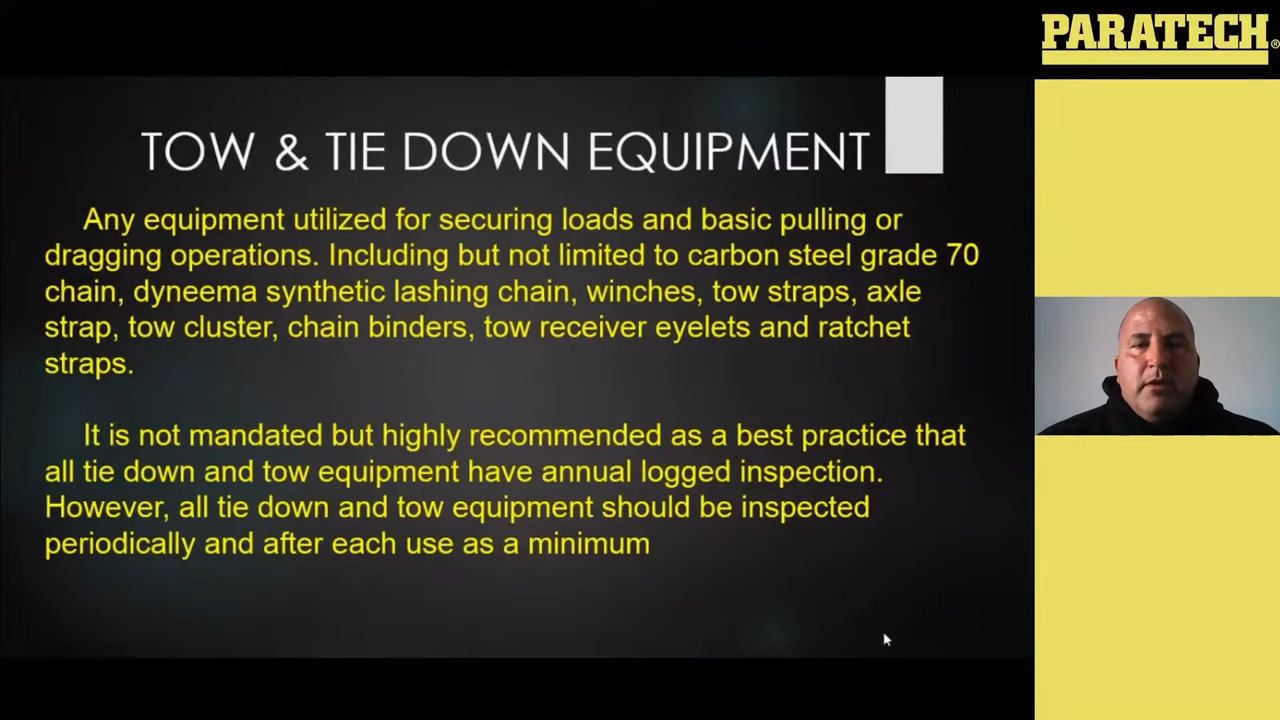 PARATECH®
TOW & TIE DOWN EQUIPMENT
Any equipment utilized for securing loads and basic pulling or
dragging operations. Including but not limited to carbon steel grade 70
chain, dyneema synthetic lashing chain, winches, tow straps, axle
strap, tow cluster, chain binders, tow receiver eyelets and ratchet
straps.
It is not mandated but highly recommended as a best practice that
all tie down and tow equipment have annual logged inspection.
However, all tie down and tow equipment should be inspected
periodically and after each use as a minimum